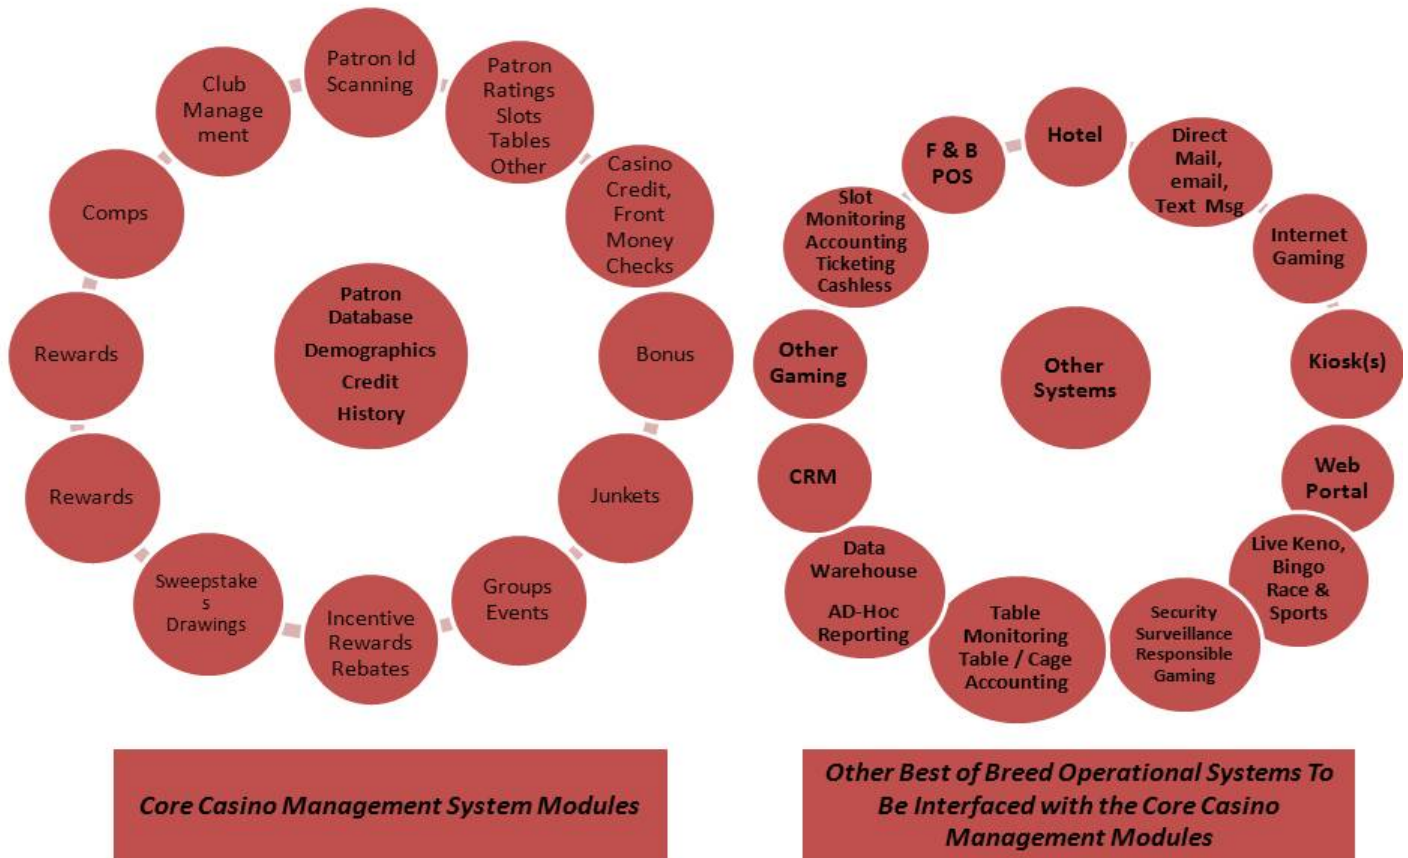 Patron Id
Scanning
Patron
Ratings
Slots
Tables
Other
Casino
Credit,
Front
Money
Checks
Bonus
Junkets
Groups
Events
Incentive
Rewards
Rebates
Sweepstake
s
Drawings
Rewards
Rewards
Comps
Club
Manage
ment
Patron
Database
Demographics
Credit
History
Core Casino Management System Modules
Hotel
Direct
Mail,
email,
Text Msg
Internet
Gaming
Kiosk(s)
Web
Portal
Live Keno,
Bingo
Race &
Sports
Security
Surveillance
Responsible
Gaming
Table
Monitoring
Table / Cage
Accounting
Data
Warehouse
AD-Hoc
Reporting
CRM
Other
Gaming
Slot
Monitoring
Accounting
Ticketing
Cashless
F & B
POS
Other
Systems
Other Best of Breed Operational Systems To
Be Interfaced with the Core Casino
Management Modules